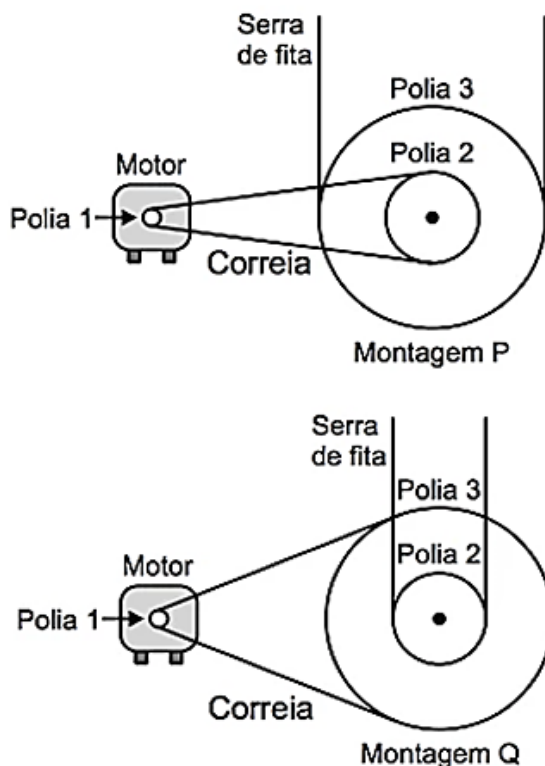 Serra
de fita
Polia 3
Motor
Polia 2
Polia 1
Correia
Montagem P
Serra
de fita
Polia 3
Motor
Polia 2
Polia 1
Correia
Montagem Q